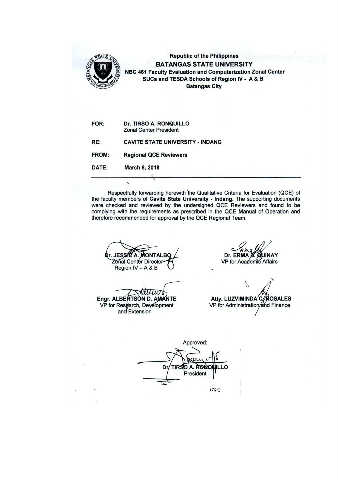 Republic of the Philippines
BATANGAS STATE UNIVERSITY
NBC 461 Faculty Evaluation and Computerization Zonal Center
SUCs and TESDA Schools of Region IV – A & B
Batangas City
FOR: Dr. TIRSO A. RONQUILLO
Zonal Center President
RE: CAVITE STATE UNIVERSITY - INDANG
FROM: Regional QCE Reviewers
DATE: March 6, 2018
Respectfully forwarding herewith the Qualitative Criteria for Evaluation (QCE) of
the faculty members of Cavite State University - Indang. The supporting documents
were checked and reviewed by the undersigned QCE Reviewers and found to be
complying with the requirements as prescribed in the QCE Manual of Operation and
therefore recommended for approval by the QCE Regional Team.
Dr. JESSIE A. MONTALBO
Zonal Center Director
Region IV – A & B
Dr. ERMA B. QUINAY
VP for Academic Affairs
Engr. ALBERTSON D. AMANTE
VP for Research, Development
and Extension
Atty. LUZVIMINDA C. ROSALES
VP for Administration and Finance
Approved:
Dr. TIRSO A. RONQUILLO
President